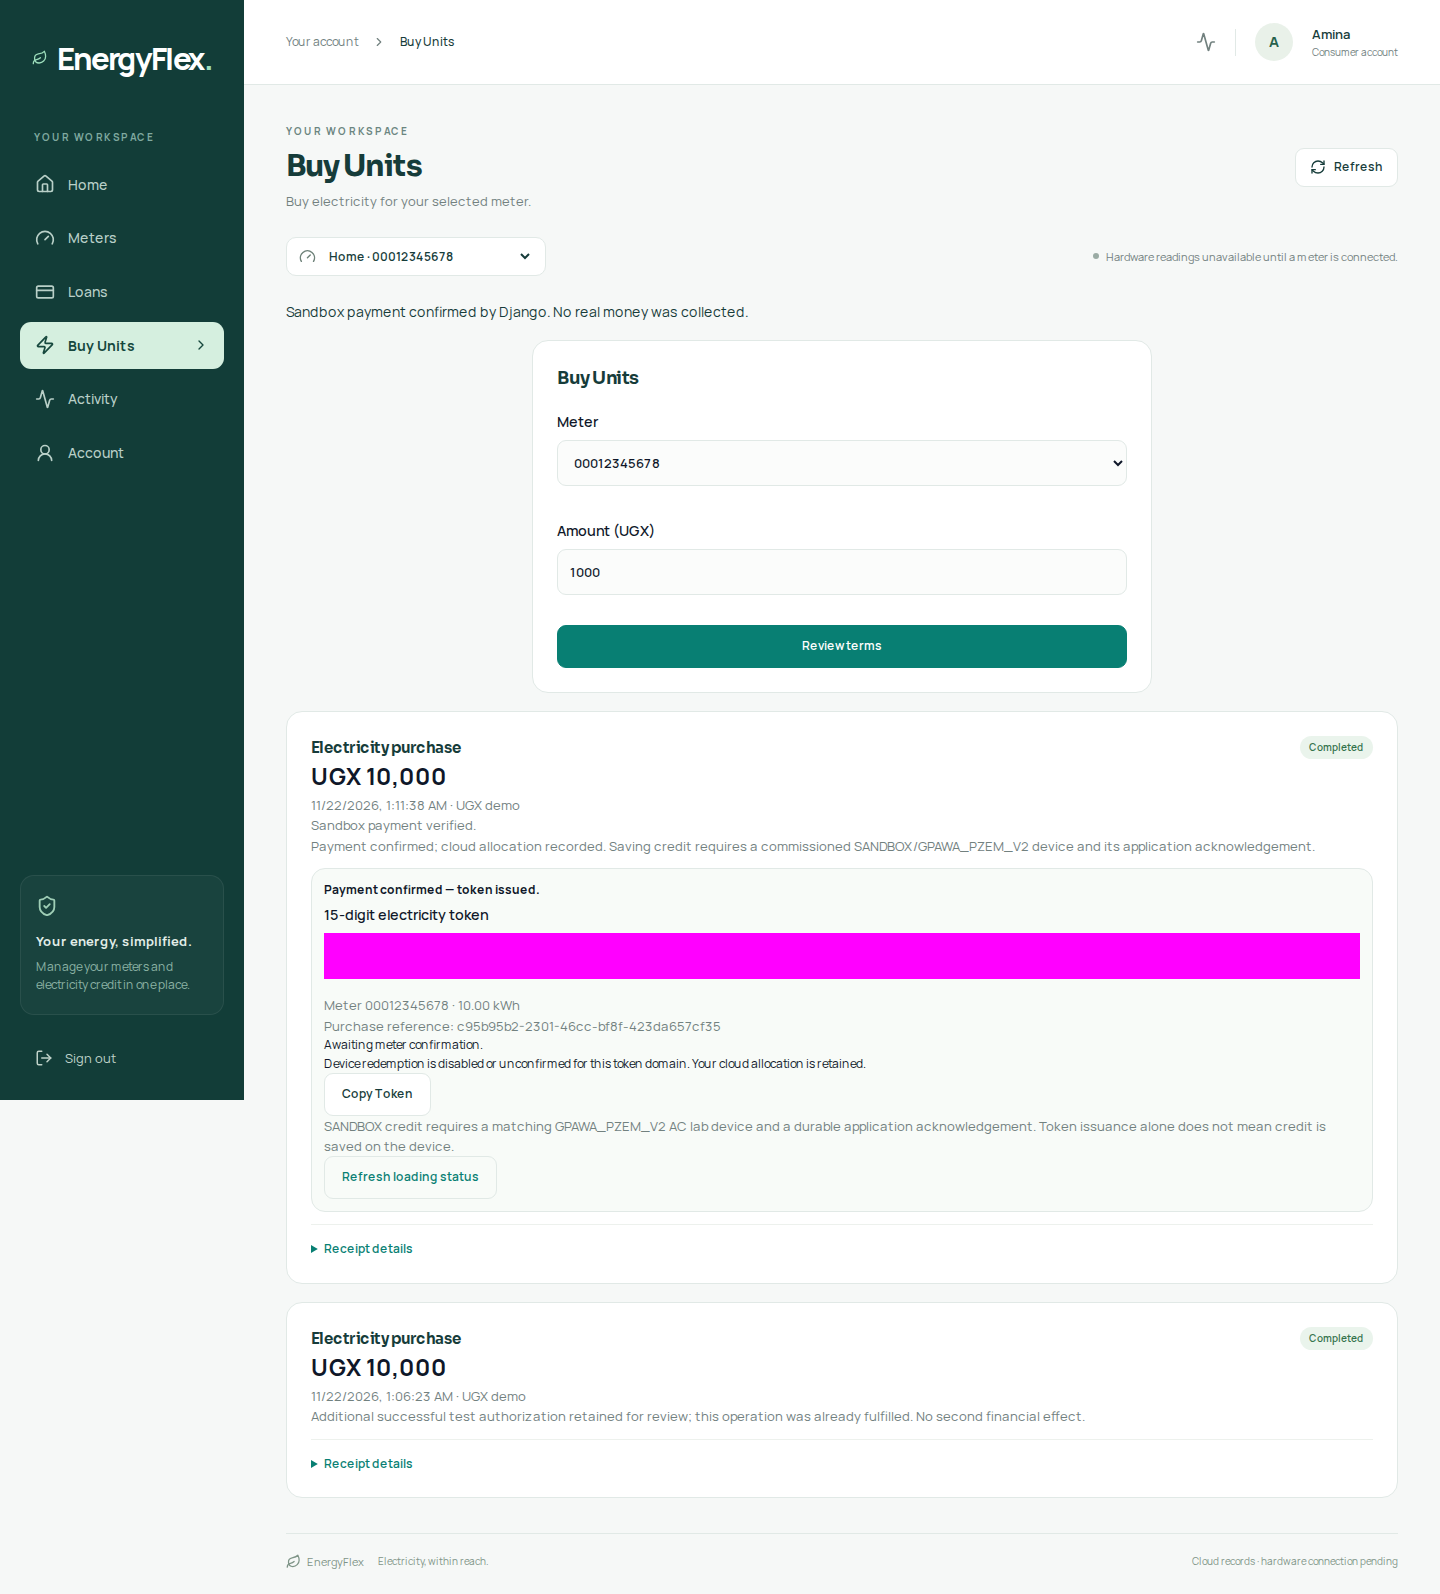 EnergyFlex.
YOUR WORKSPACE
Home
Meters
Loans
Buy Units
Activity
Account
Your energy, simplified.
Manage your meters and
electricity credit in one place.
Sign out
Your account > Buy Units
A
Amina
Consumer account
YOUR WORKSPACE
Buy Units
Buy electricity for your selected meter.
Refresh
Home · 00012345678
Hardware readings unavailable until a meter is connected.
Sandbox payment confirmed by Django. No real money was collected.
Buy Units
Meter
00012345678
Amount (UGX)
1000
Review terms
Electricity purchase
Completed
UGX 10,000
11/22/2026, 1:11:38 AM · UGX demo
Sandbox payment verified.
Payment confirmed; cloud allocation recorded. Saving credit requires a commissioned SANDBOX/GPAWA_PZEM_V2 device and its application acknowledgement.
Payment confirmed — token issued.
15-digit electricity token
Meter 00012345678 · 10.00 kWh
Purchase reference: c95b95b2-2301-46cc-bf8f-423da657cf35
Awaiting meter confirmation.
Device redemption is disabled or unconfirmed for this token domain. Your cloud allocation is retained.
Copy Token
SANDBOX credit requires a matching GPAWA_PZEM_V2 AC lab device and a durable application acknowledgement. Token issuance alone does not mean credit is
saved on the device.
Refresh loading status
Receipt details
Electricity purchase
Completed
UGX 10,000
11/22/2026, 1:06:23 AM · UGX demo
Additional successful test authorization retained for review; this operation was already fulfilled. No second financial effect.
Receipt details
EnergyFlex
Electricity, within reach.
Cloud records · hardware connection pending